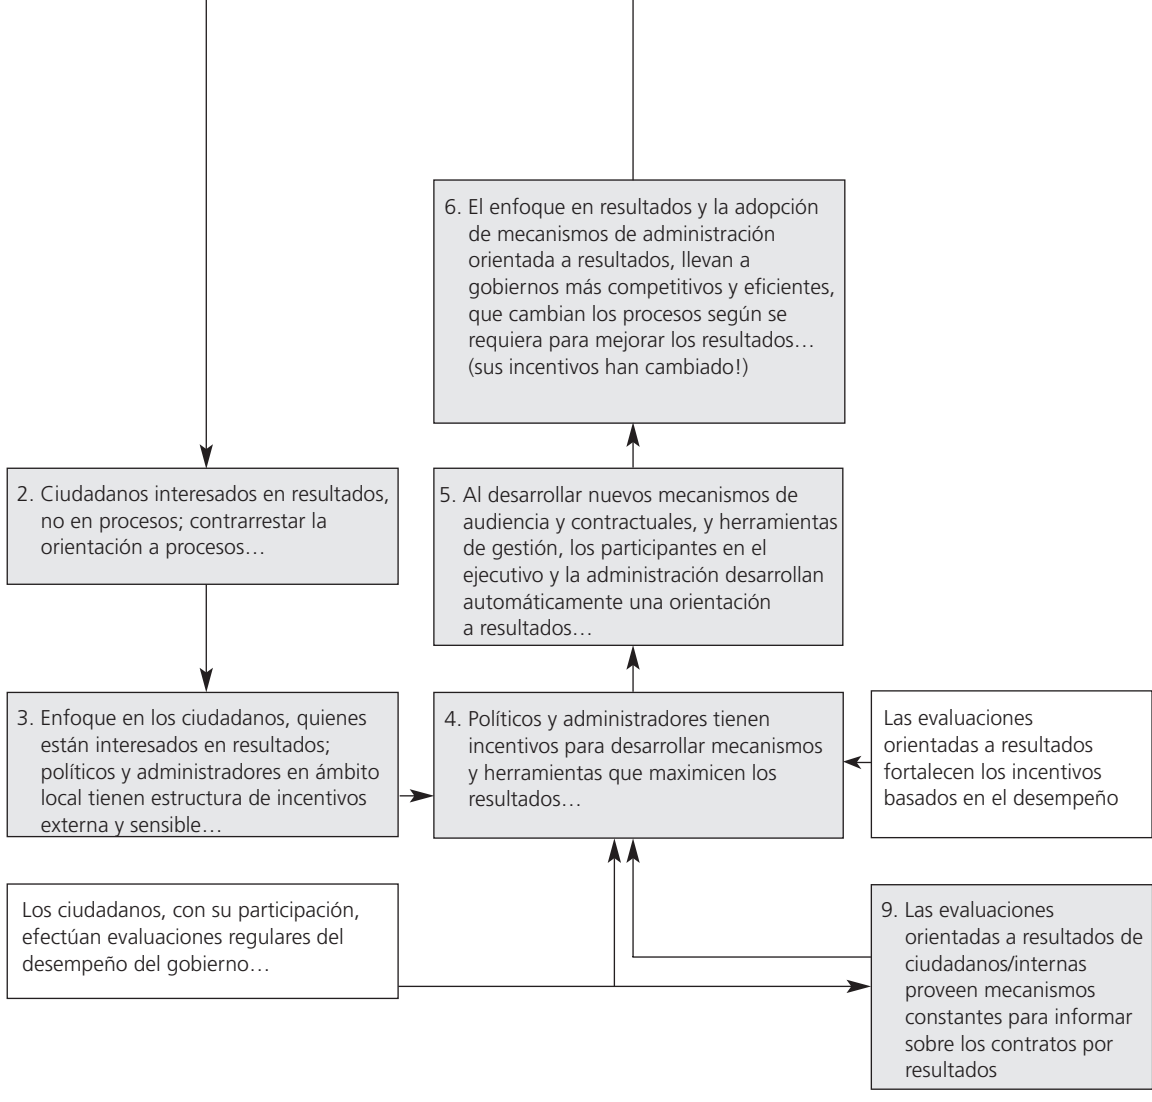 6. El enfoque en resultados y la adopción
de mecanismos de administración
orientada a resultados, llevan a
gobiernos más competitivos y eficientes,
que cambian los procesos según se
requiera para mejorar los resultados…
(sus incentivos han cambiado!)
2. Ciudadanos interesados en resultados,
no en procesos; contrarrestar la
orientación a procesos…
5. Al desarrollar nuevos mecanismos de
audiencia y contractuales, y herramientas
de gestión, los participantes en el
ejecutivo y la administración desarrollan
automáticamente una orientación
a resultados…
3. Enfoque en los ciudadanos, quienes
están interesados en resultados;
políticos y administradores en ámbito
local tienen estructura de incentivos
externa y sensible…
4. Políticos y administradores tienen
incentivos para desarrollar mecanismos
y herramientas que maximicen los
resultados…
Las evaluaciones
orientadas a resultados
fortalecen los incentivos
basados en el desempeño
Los ciudadanos, con su participación,
efectúan evaluaciones regulares del
desempeño del gobierno…
9. Las evaluaciones
orientadas a resultados de
ciudadanos/internas
proveen mecanismos
constantes para informar
sobre los contratos por
resultados